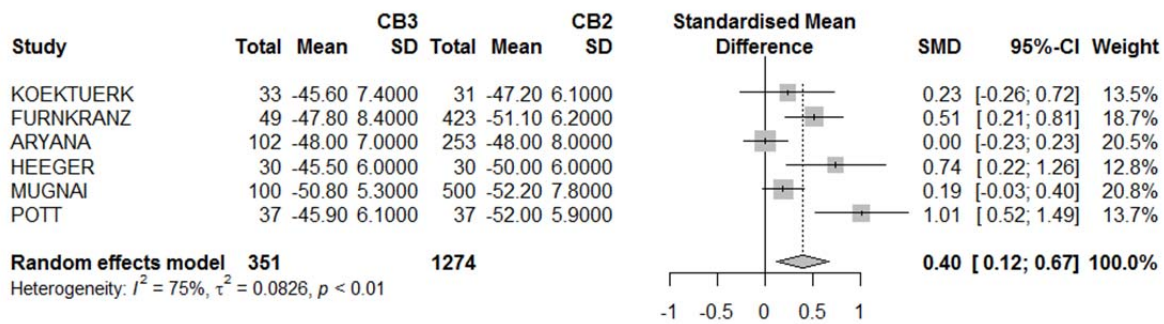 CB3 CB2 Standardised Mean
Study Total Mean SD Total Mean SD Difference SMD 95%-CI Weight
KOEKTUERK 33 -45.60 7.4000 31 -47.20 6.1000 0.23 [-0.26; 0.72] 13.5%
FURNKRANZ 49 -47.80 8.4000 423 -51.10 6.2000 0.51 [0.21; 0.81] 18.7%
ARYANA 102 -48.00 7.0000 253 -48.00 8.0000 0.00 [-0.23; 0.23] 20.5%
HEEGER 30 -45.50 6.0000 30 -50.00 6.0000 0.74 [ 0.22; 1.26] 12.8%
MUGNAI 100 -50.80 5.3000 500 -52.20 7.8000 0.19 [-0.03; 0.40] 20.8%
POTT 37 -45.90 6.1000 37 -52.00 5.9000 1.01 [ 0.52; 1.49] 13.7%
Random effects model 351 1274 0.40 [ 0.12; 0.67] 100.0%
Heterogeneity: I² = 75%, τ² = 0.0826, p < 0.01
-1 -0.5 0 0.5 1